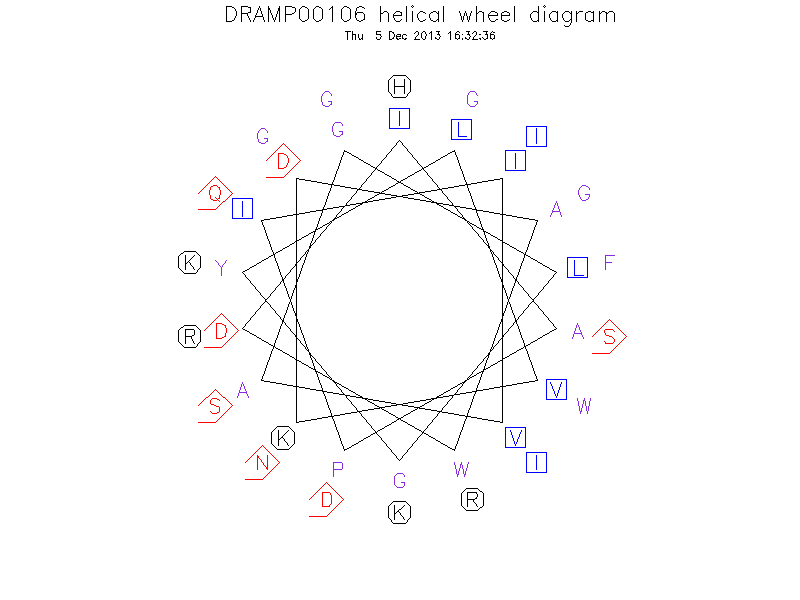 DRAMP00106 helical wheel diagram
Thu 5 Dec 2013 16:32:36
H
G G
I
G L I
G D I
Q I A G
K Y L F
R D A S
S A V W
K V
N P W I
G
D K R